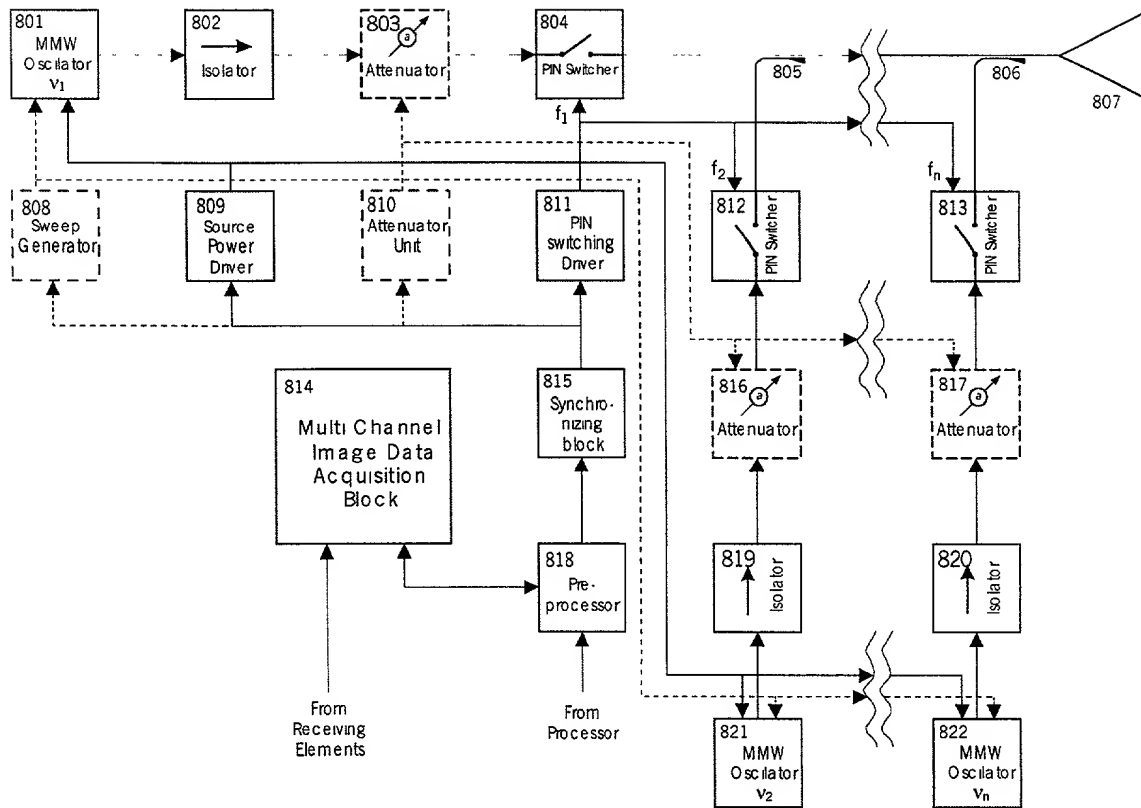 801
MMW
Oscilator
ν1
802
Isolator
803
a
Attenuator
804
PIN Switcher
805
806
807
f1
f2
fn
808
Sweep
Generator
809
Source
Power
Driver
810
Attenuator
Unit
811
PIN
switching
Driver
812
PIN Switcher
813
PIN Switcher
814
Multi Channel
Image Data
Acquisition
Block
815
Synchro-
nizing
block
816
a
Attenuator
817
a
Attenuator
818
Pre-
processor
819
Isolator
820
Isolator
From
Receiving
Elements
From
Processor
821
MMW
Oscilator
ν2
822
MMW
Oscilator
νn